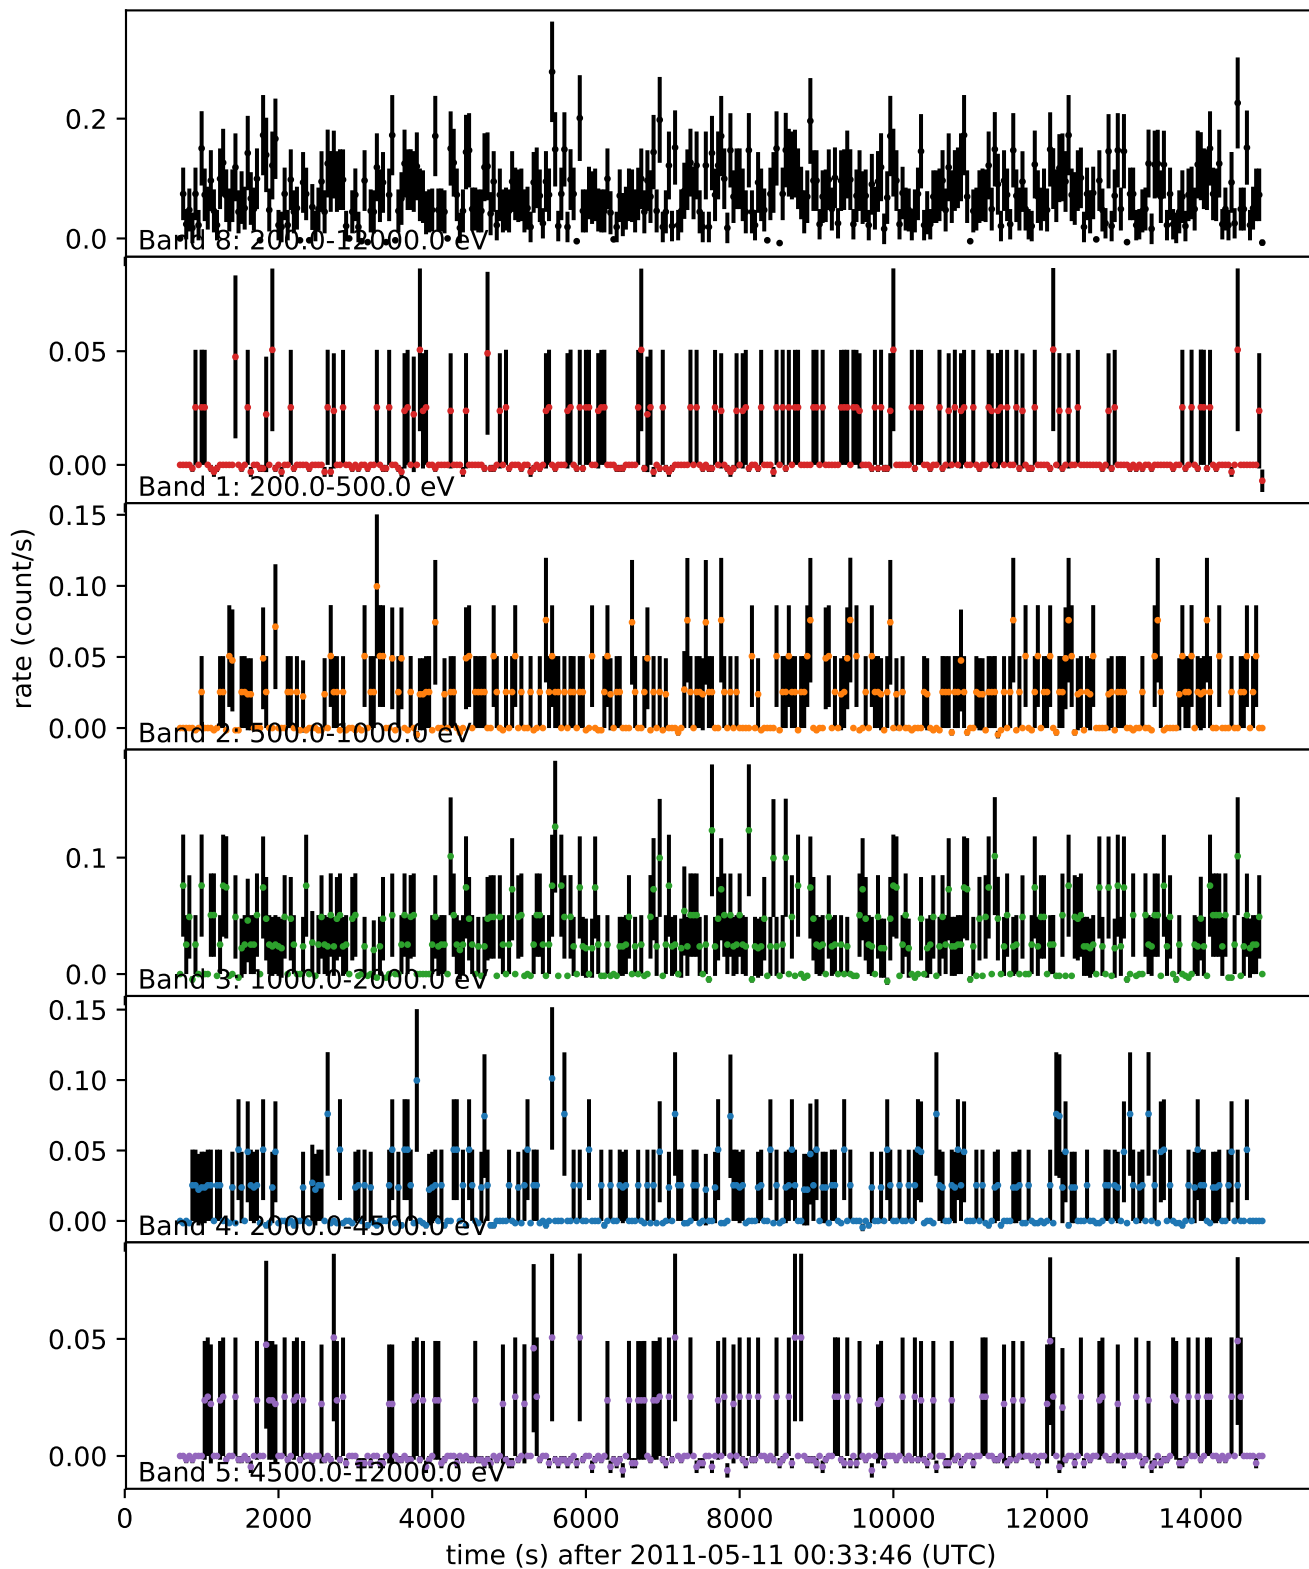 0.2
0.0
Band 8: 200.0-12000.0 eV
0.05
0.00
Band 1: 200.0-500.0 eV
0.15
0.10
0.05
0.00
Band 2: 500.0-1000.0 eV
rate (count/s)
0.1
0.0
Band 3: 1000.0-2000.0 eV
0.15
0.10
0.05
0.00
Band 4: 2000.0-4500.0 eV
0.05
0.00
Band 5: 4500.0-12000.0 eV
0 2000 4000 6000 8000 10000 12000 14000
time (s) after 2011-05-11 00:33:46 (UTC)